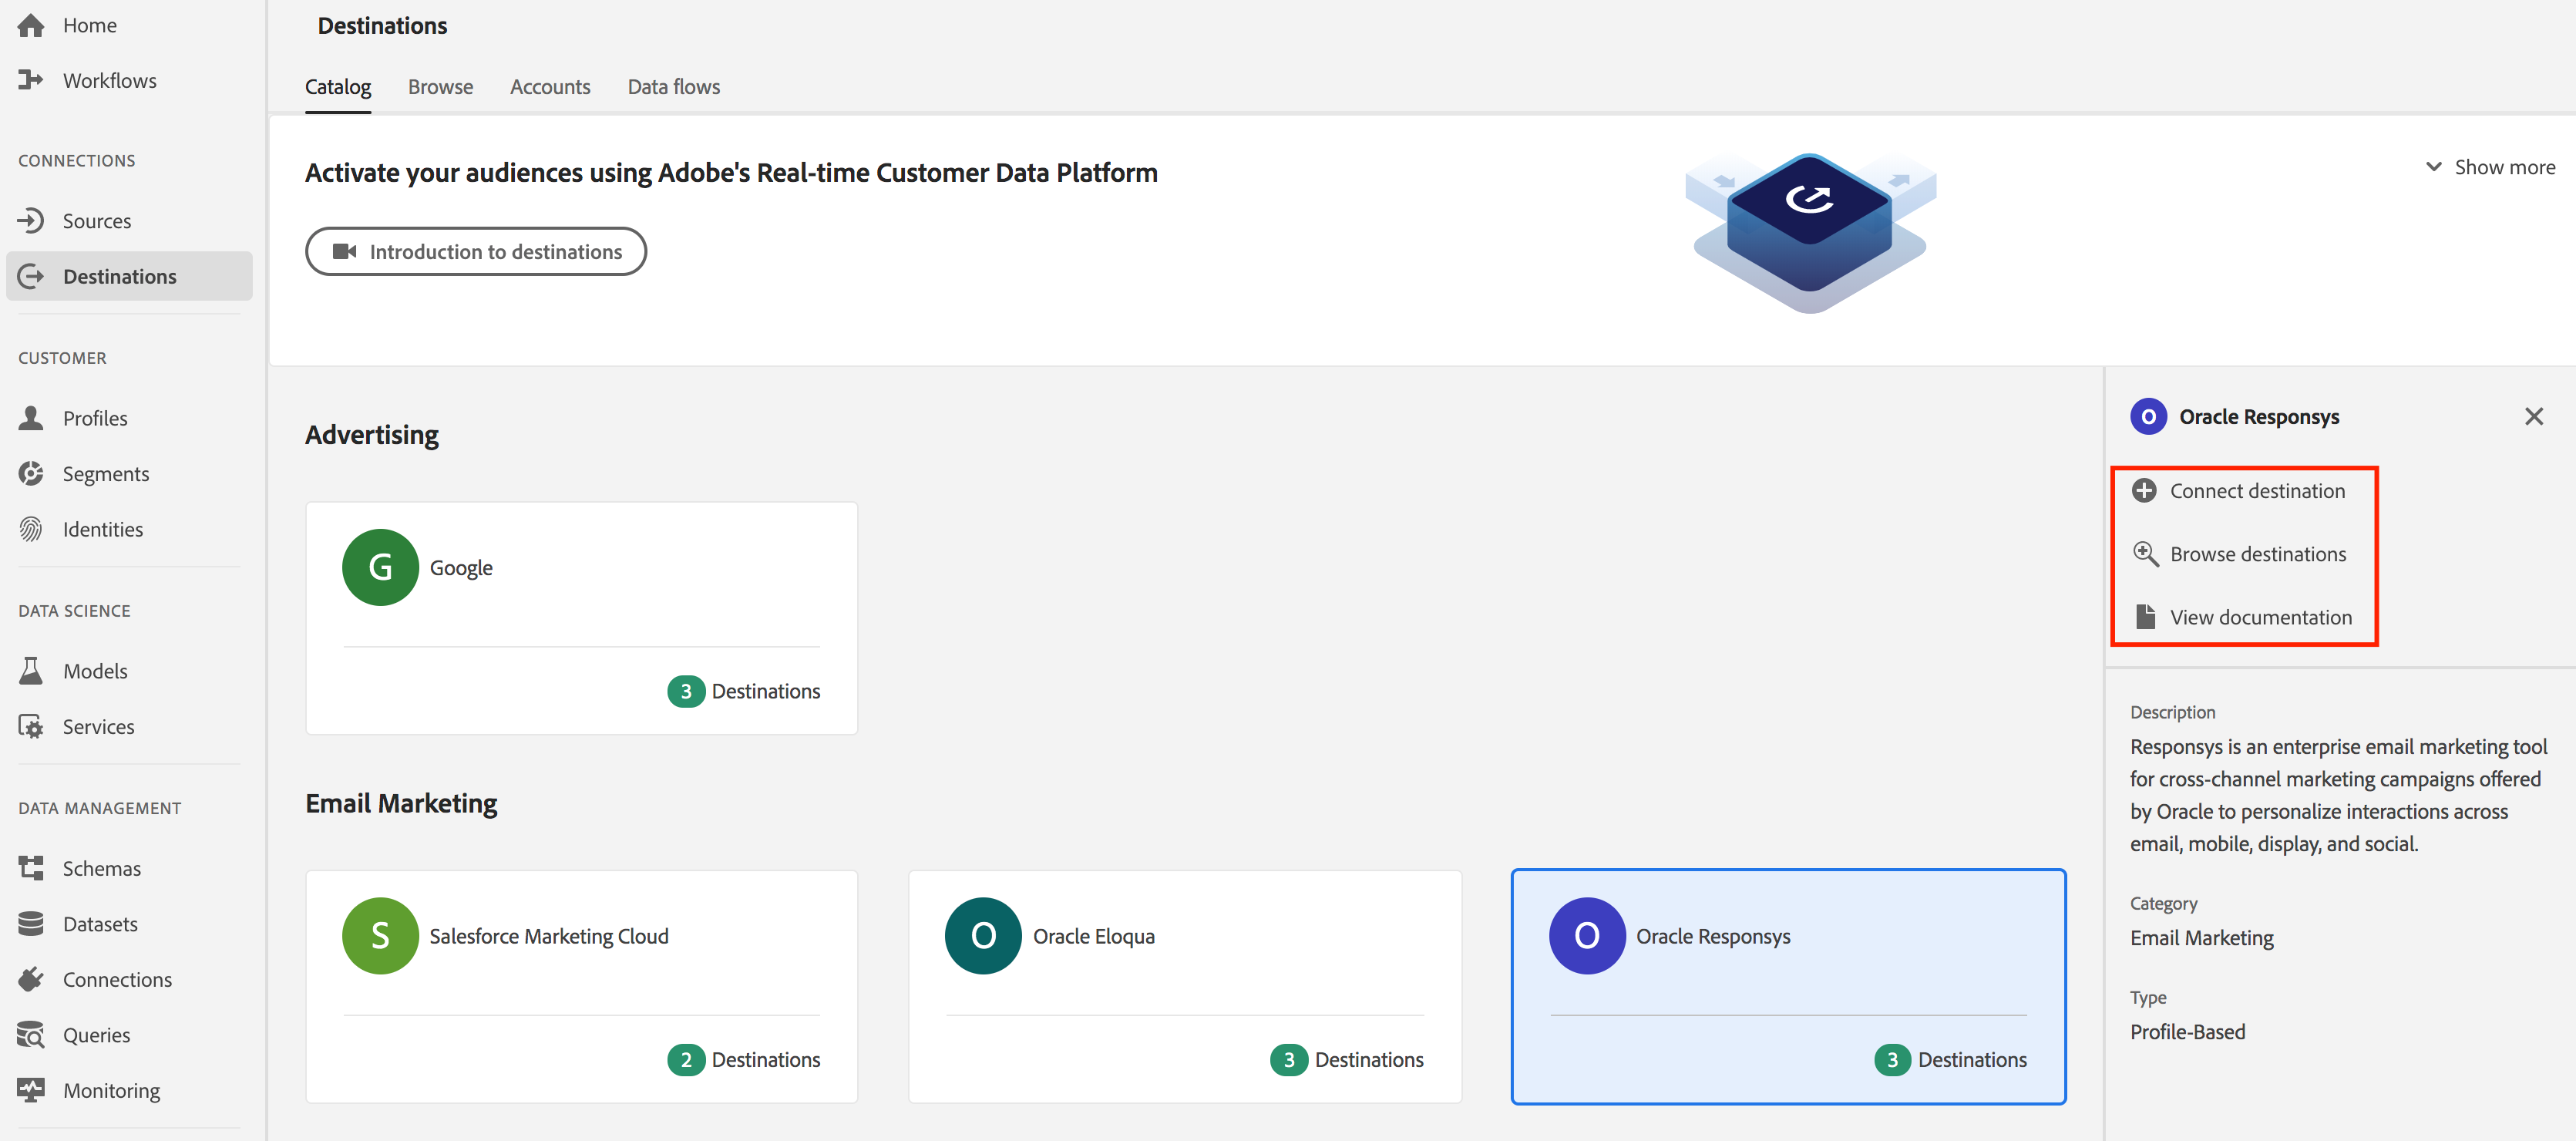 Home
Workflows
CONNECTIONS
Sources
Destinations
CUSTOMER
Profiles
Segments
Identities
DATA SCIENCE
Models
Services
DATA MANAGEMENT
Schemas
Datasets
Connections
Queries
Monitoring
Destinations
Catalog Browse Accounts Data flows
Activate your audiences using Adobe's Real-time Customer Data Platform
Show more
Introduction to destinations
Advertising
G Google
3 Destinations
Email Marketing
S Salesforce Marketing Cloud
2 Destinations
O Oracle Eloqua
3 Destinations
O Oracle Responsys
3 Destinations
O Oracle Responsys
Connect destination
Browse destinations
View documentation
Description
Responsys is an enterprise email marketing tool
for cross-channel marketing campaigns offered
by Oracle to personalize interactions across
email, mobile, display, and social.
Category
Email Marketing
Type
Profile-Based